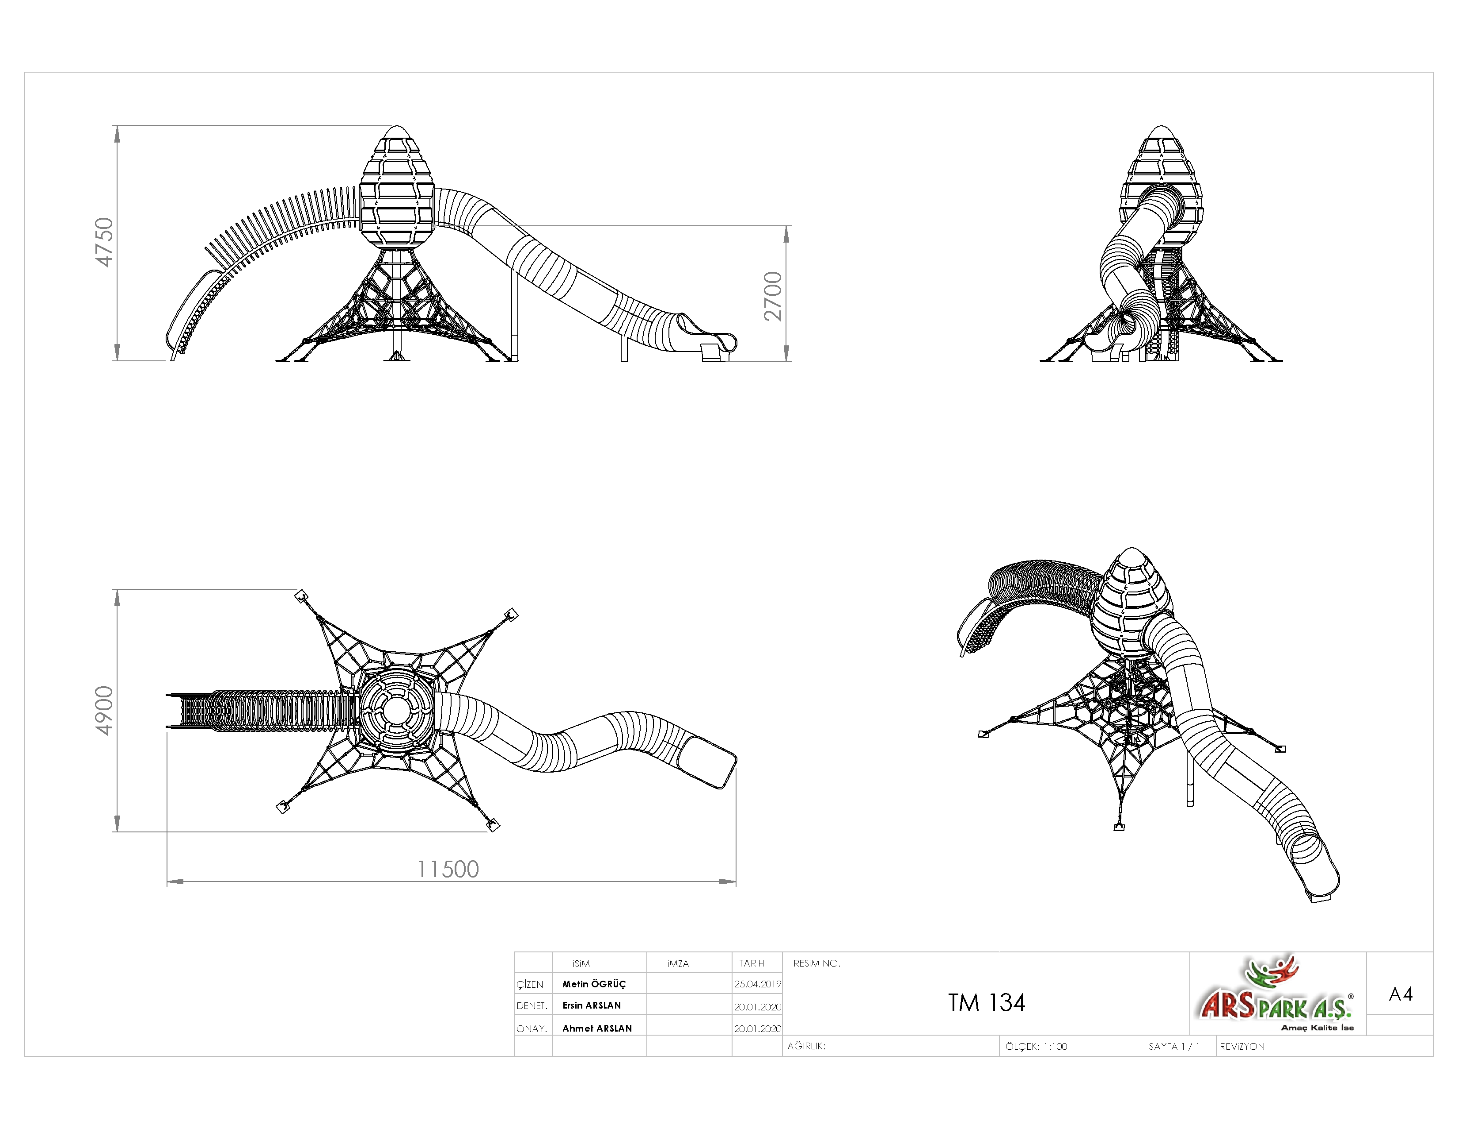 4750
2700
4900
11500
İSİM
İMZA
TARİH
RESİM NO.
ÇİZEN
Metin ÖGRÜÇ
25.04.2019
DENET.
Ersin ARSLAN
20.01.2020
ONAY.
Ahmet ARSLAN
20.01.2020
TM 134
ARSPARK A.Ş.®
Amaç Kalite İse
A4
AĞIRLIK:
ÖLÇEK: 1:100
SAYFA 1 / 1
REVİZYON